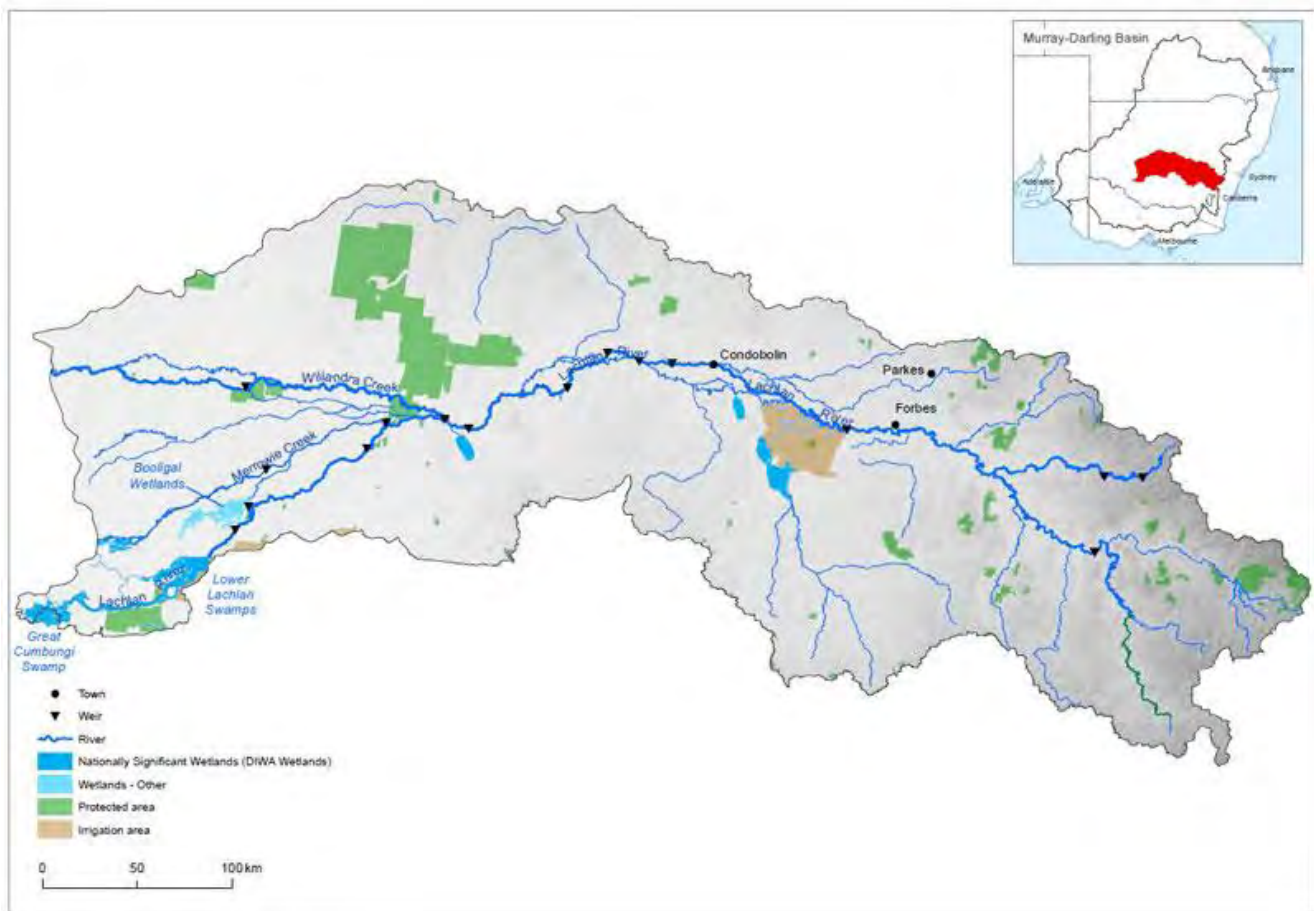 Murray-Darling Basin
Brisbane
Adelaide
Sydney
Canberra
Melbourne
Condobolin
Lachlan River
Parkes
Willandra Creek
Lachlan River
Forbes
Merrowie Creek
Booligal
Wetlands
Lachlan River
Lower
Lachlan
Swamps
Great
Cumbungi
Swamp
Town
Weir
River
Nationally Significant Wetlands (DIWA Wetlands)
Wetlands - Other
Protected area
Irrigation area
0 50 100 km